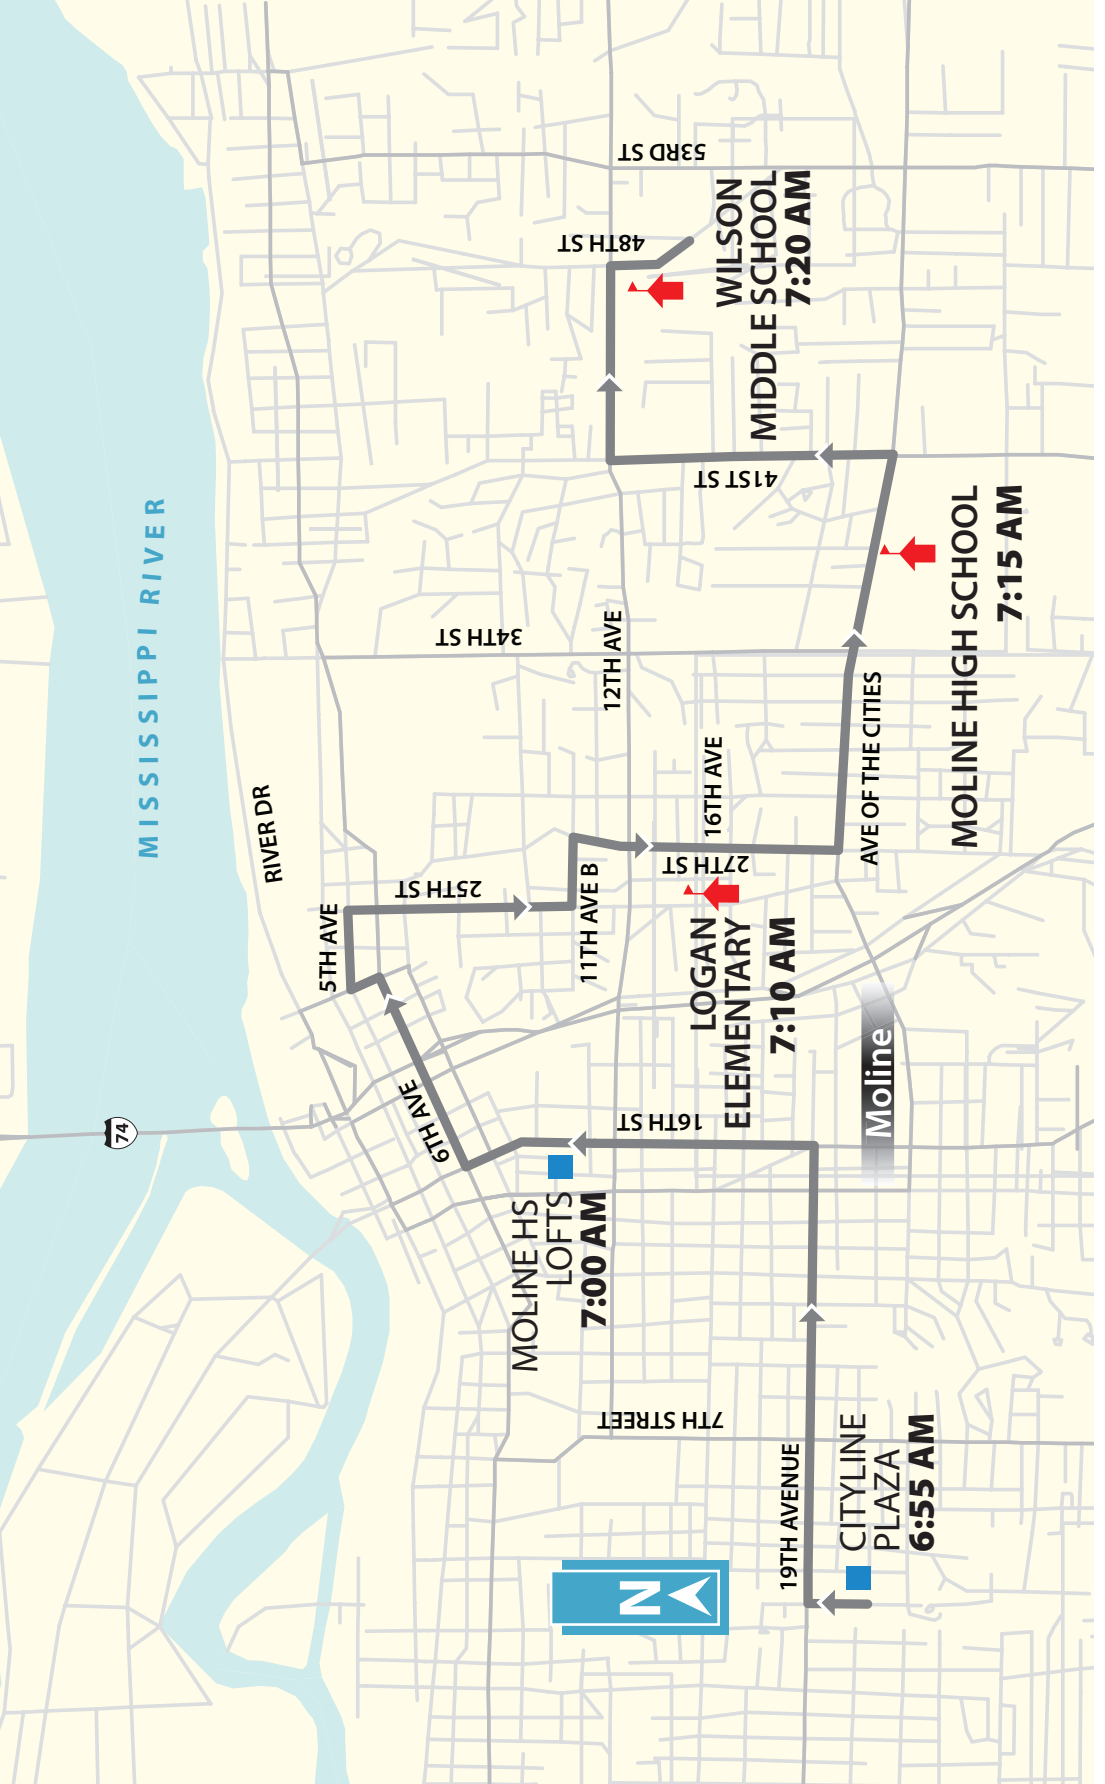 MISSISSIPPI RIVER
74
RIVER DR
5TH AVE
6TH AVE
25TH ST
34TH ST
11TH AVE B
12TH AVE
16TH AVE
27TH ST
16TH ST
7TH STREET
19TH AVENUE
41ST ST
48TH ST
53RD ST
AVE OF THE CITIES
Moline
CITYLINE
PLAZA
6:55 AM
MOLINE HS
LOFTS
7:00 AM
LOGAN
ELEMENTARY
7:10 AM
MOLINE HIGH SCHOOL
7:15 AM
WILSON
MIDDLE SCHOOL
7:20 AM
N